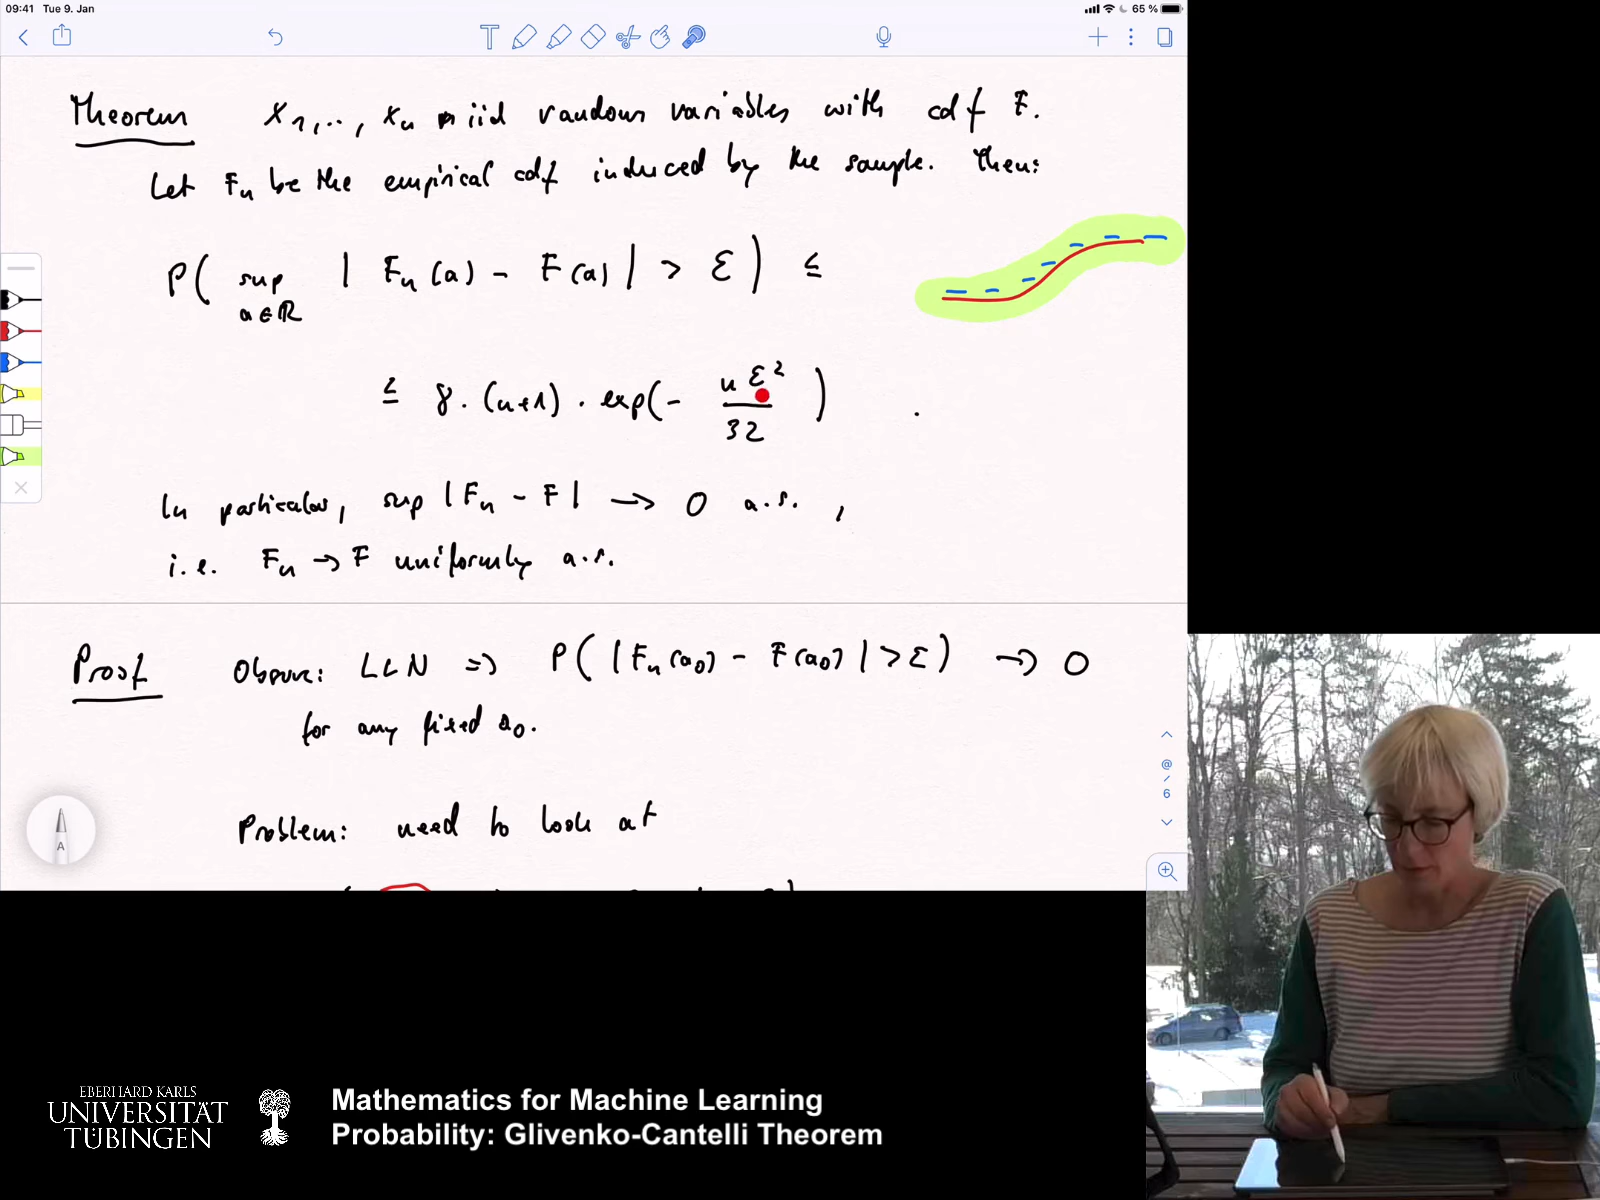 09:41 Tue 9. Jan
65 %
Theorem X1,.., Xn iid random variables with cdf F.
Let Fn be the empirical cdf induced by the sample. Then:
P( sup | Fn (a) - F (a) | > ε ) ≤
a∈ℝ
≤ 8 · (n+1) · exp(- n ε² / 32 ) .
In particular, sup | Fn - F | → 0 a.s. ,
i.e. Fn → F uniformly a.s.
Proof Observe: LLN => P( | Fn (a0) - F (a0) | > ε ) → 0
for any fixed a0.
Problem: need to look at
@
/
6
A
EBERHARD KARLS
UNIVERSITÄT
TÜBINGEN
Mathematics for Machine Learning
Probability: Glivenko-Cantelli Theorem